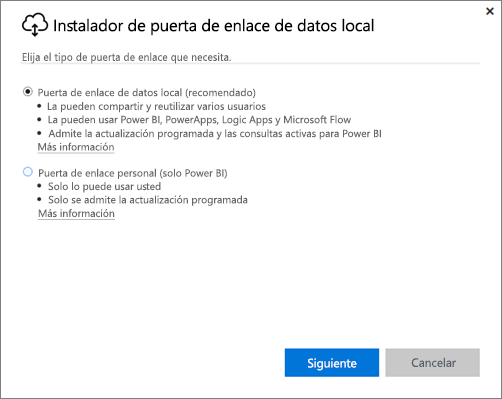 Instalador de puerta de enlace de datos local
Elija el tipo de puerta de enlace que necesita.
Puerta de enlace de datos local (recomendado)
• La pueden compartir y reutilizar varios usuarios
• La pueden usar Power BI, PowerApps, Logic Apps y Microsoft Flow
• Admite la actualización programada y las consultas activas para Power BI
Más información
Puerta de enlace personal (solo Power BI)
• Solo lo puede usar usted
• Solo se admite la actualización programada
Más información
Siguiente Cancelar